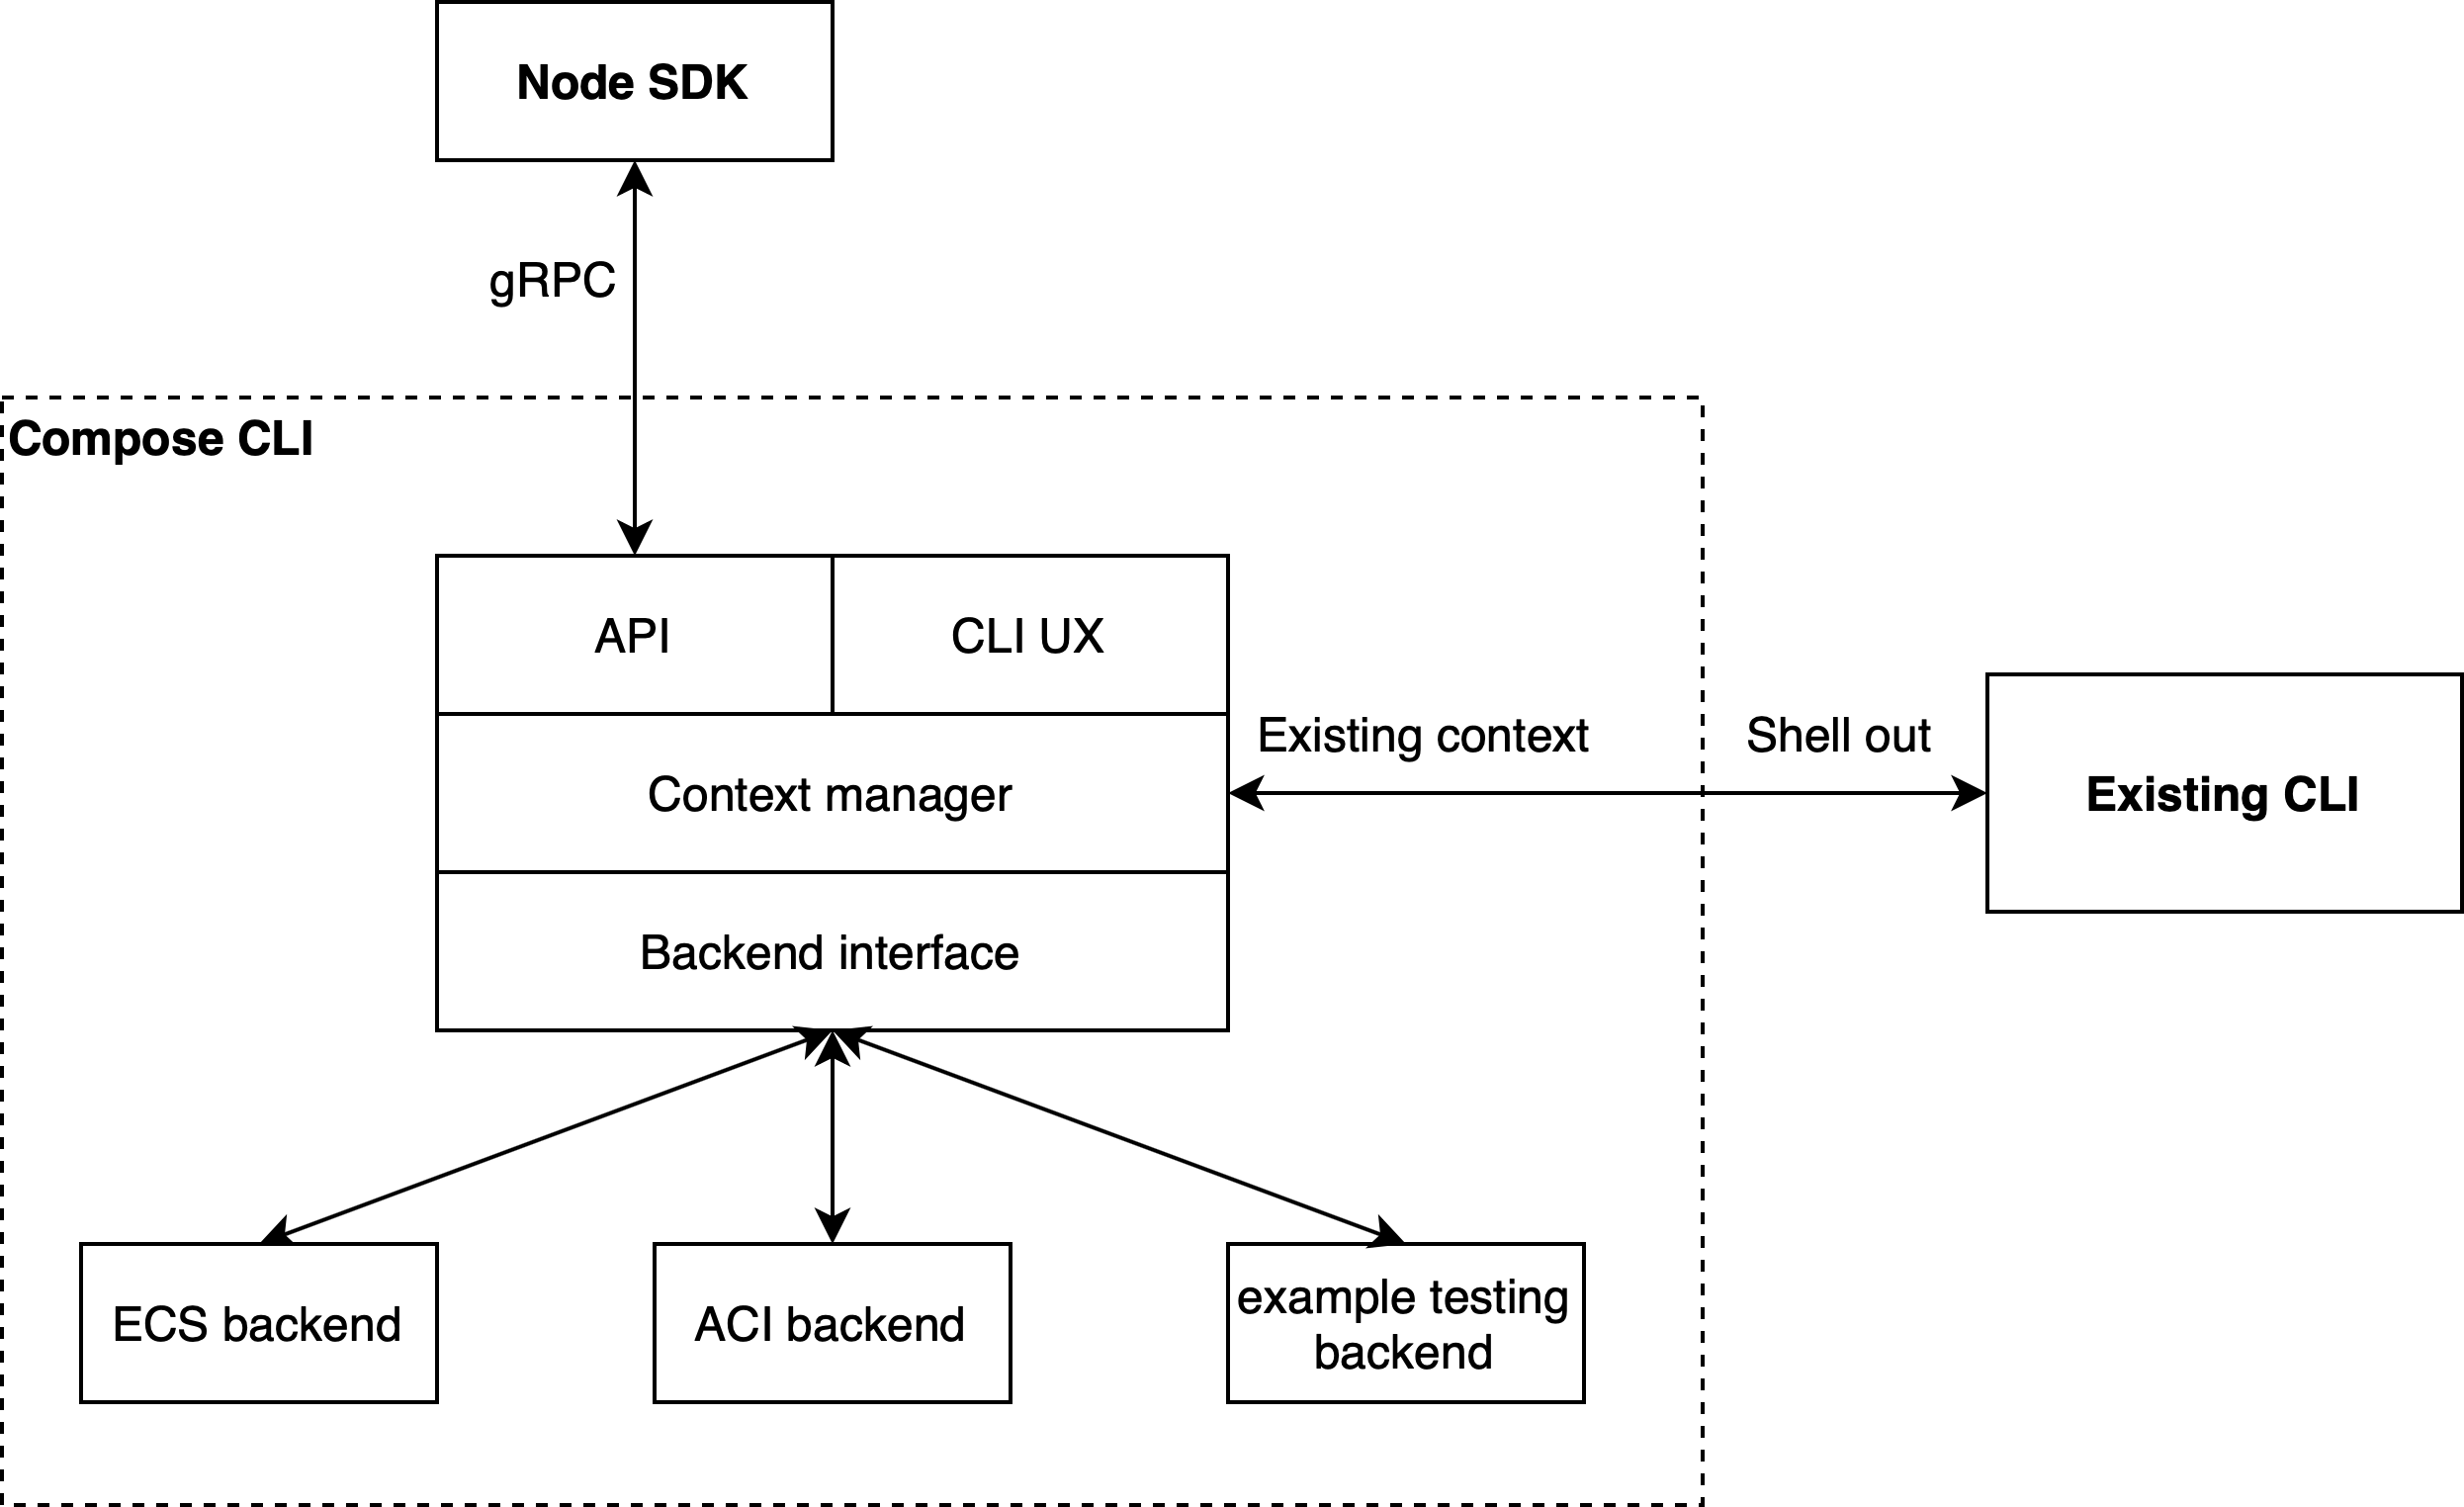 Node SDK
gRPC
Compose CLI
API
CLI UX
Existing context
Shell out
Context manager
Existing CLI
Backend interface
ECS backend
ACI backend
example testing
backend